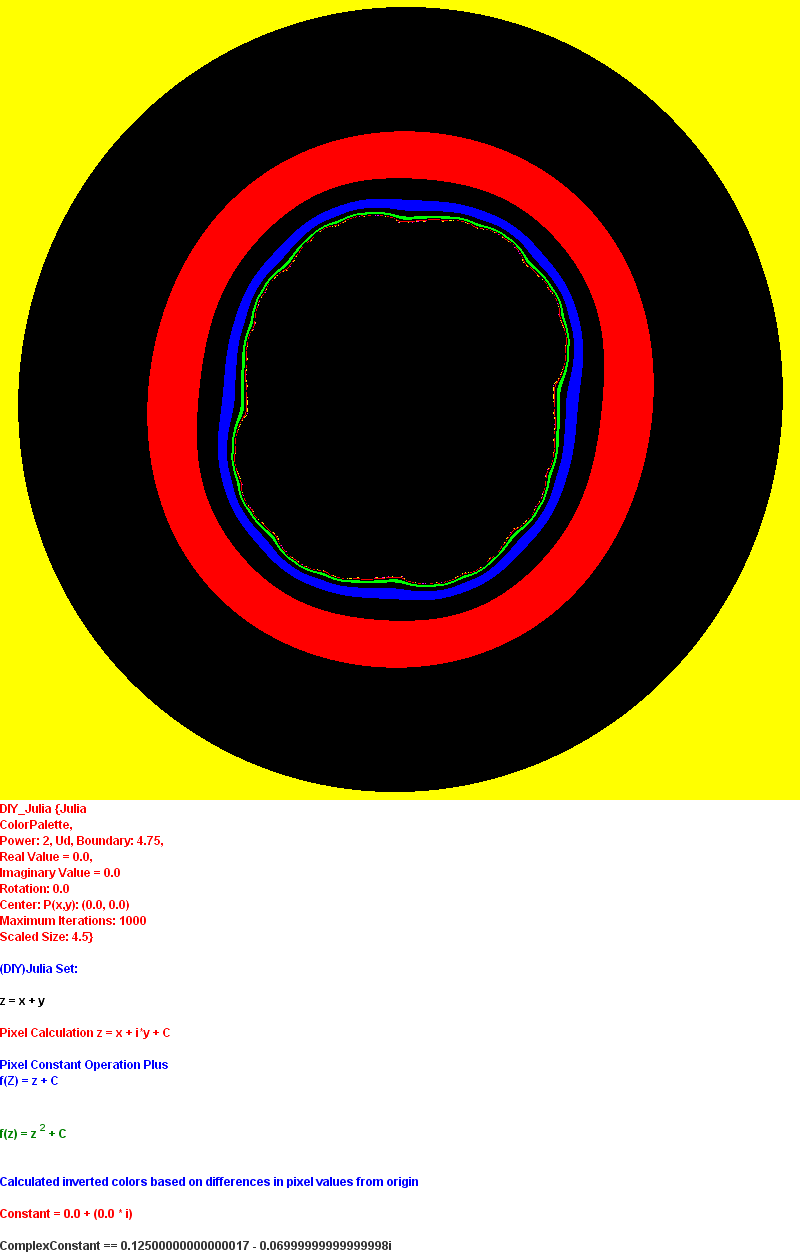 DIY_Julia {Julia
ColorPalette,
Power: 2, Ud, Boundary: 4.75,
Real Value = 0.0,
Imaginary Value = 0.0
Rotation: 0.0
Center: P(x,y): (0.0, 0.0)
Maximum Iterations: 1000
Scaled Size: 4.5}
(DIY)Julia Set:
z = x + y
Pixel Calculation z = x + i*y + C
Pixel Constant Operation Plus
f(Z) = z + C
f(z) = z 2 + C
Calculated inverted colors based on differences in pixel values from origin
Constant = 0.0 + (0.0 * i)
ComplexConstant == 0.12500000000000017 - 0.06999999999999998i